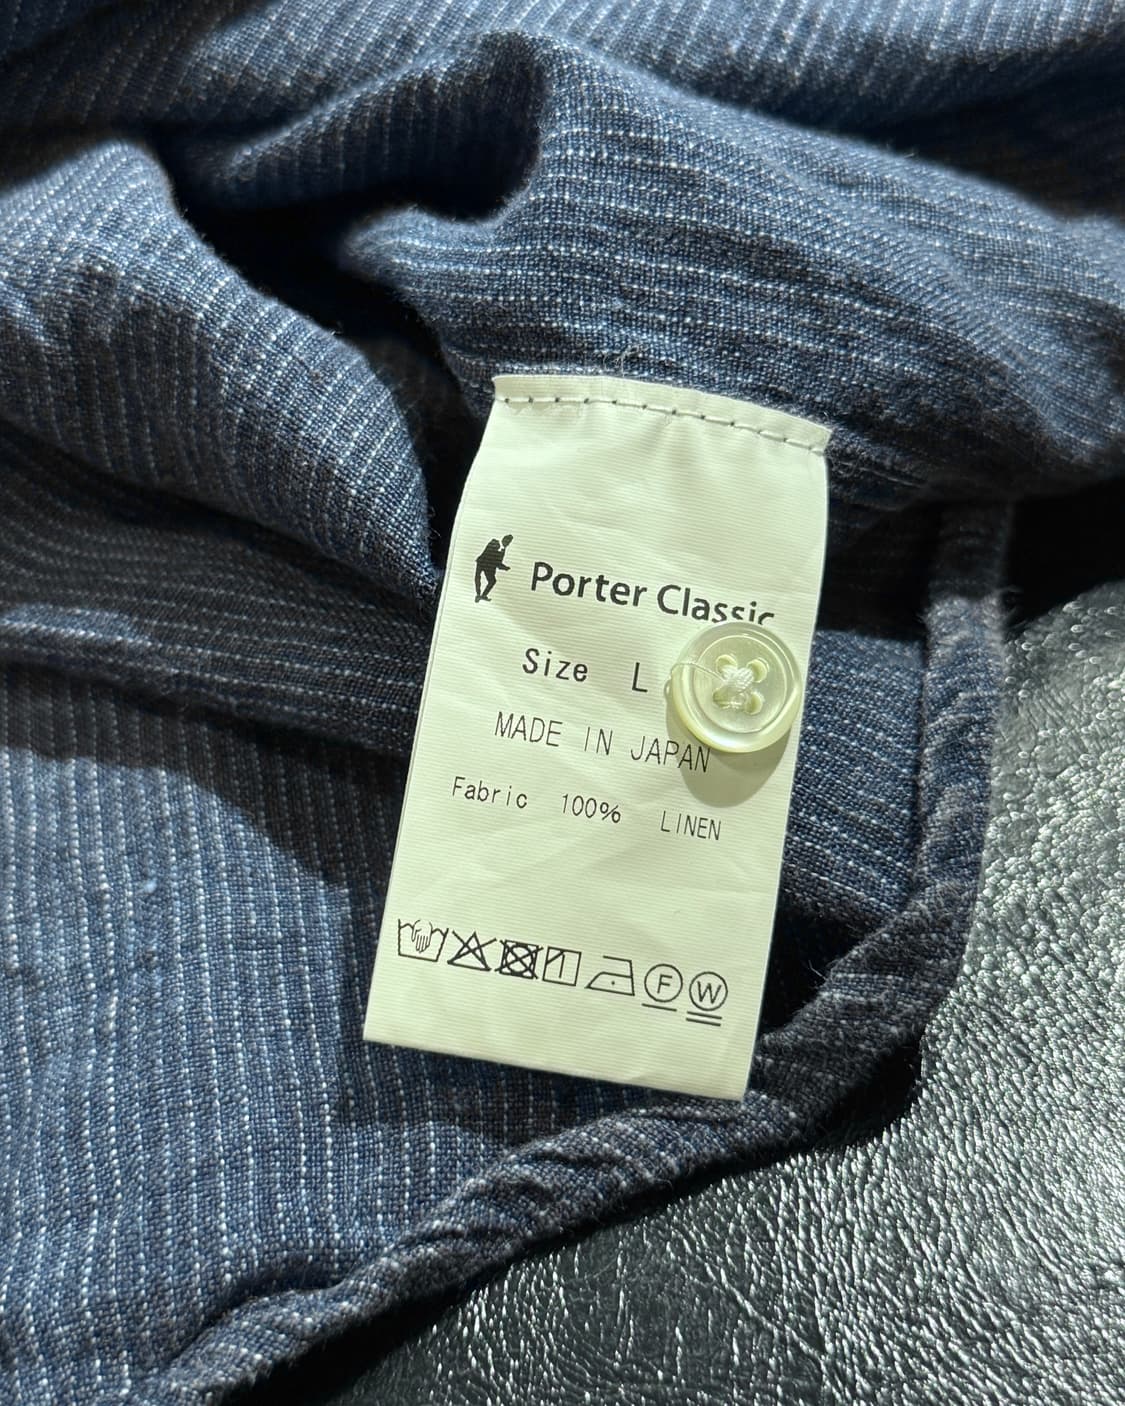 Porter Classic
Size L
MADE IN JAPAN
Fabric 100% LINEN
F W